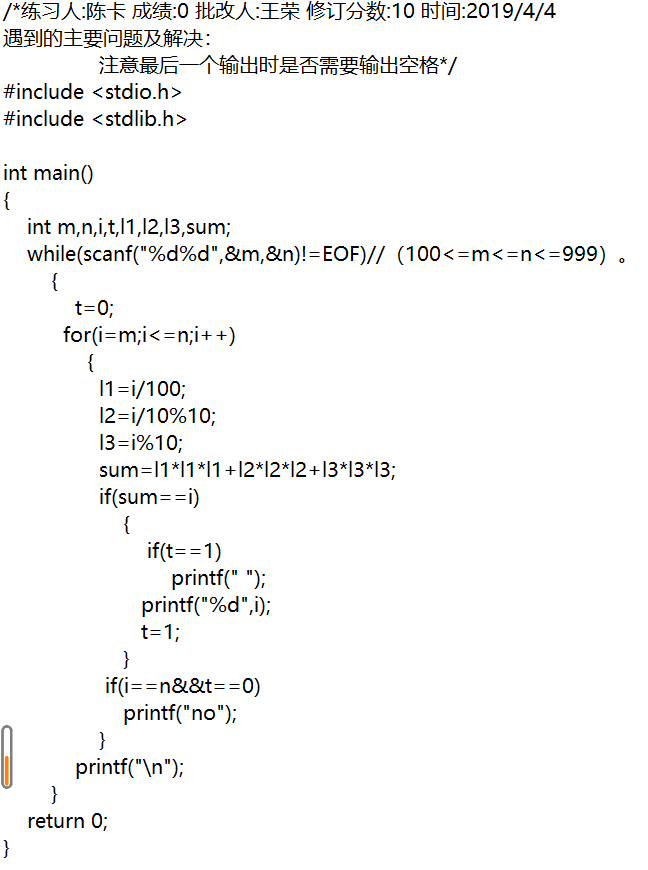 /*练习人:陈卡 成绩:0 批改人:王荣 修订分数:10 时间:2019/4/4
遇到的主要问题及解决：
注意最后一个输出时是否需要输出空格*/
#include <stdio.h>
#include <stdlib.h>
int main()
{
int m,n,i,t,l1,l2,l3,sum;
while(scanf("%d%d",&m,&n)!=EOF)//（100<=m<=n<=999）。
{
t=0;
for(i=m;i<=n;i++)
{
l1=i/100;
l2=i/10%10;
l3=i%10;
sum=l1*l1*l1+l2*l2*l2+l3*l3*l3;
if(sum==i)
{
if(t==1)
printf(" ");
printf("%d",i);
t=1;
}
if(i==n&&t==0)
printf("no");
}
printf("\n");
}
return 0;
}